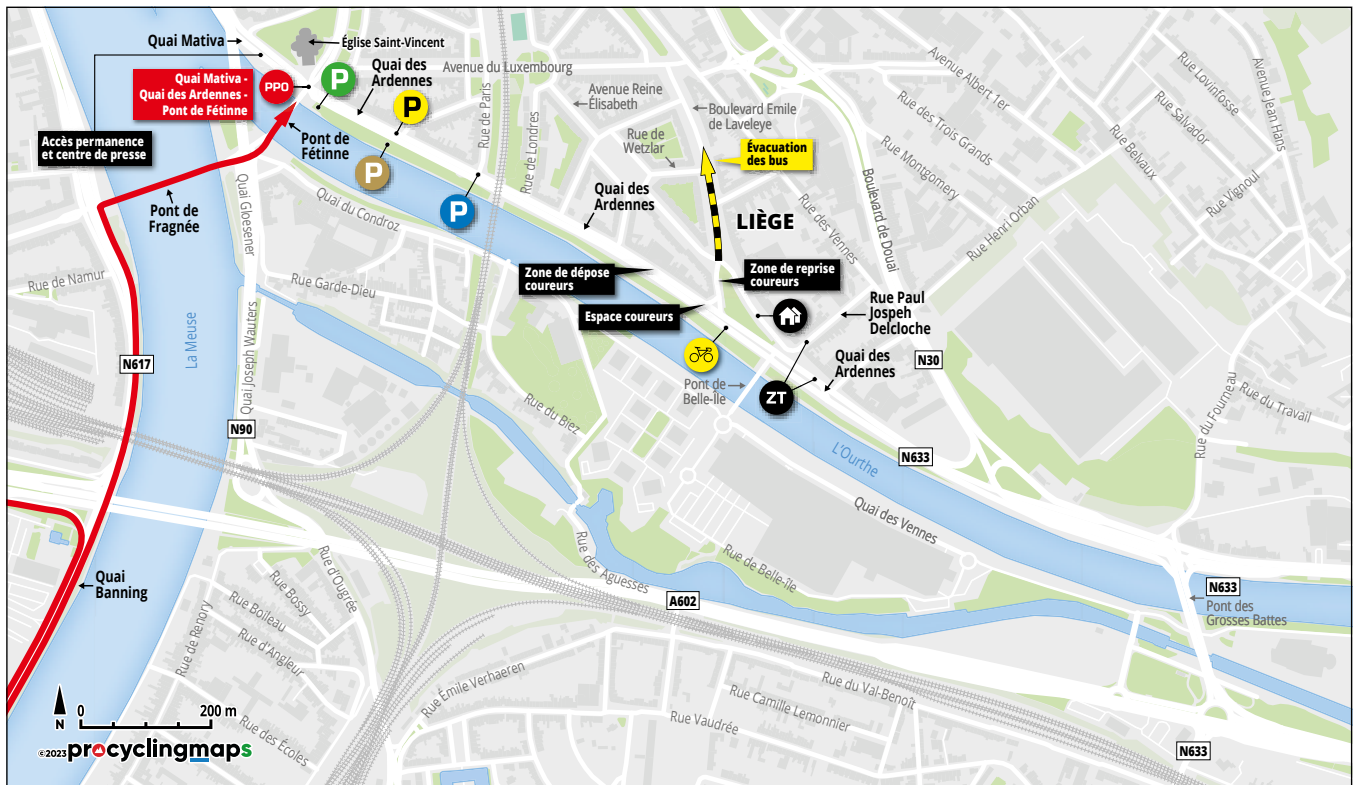 Quai Mativa
Église Saint-Vincent
Quai des
Ardennes
Avenue du Luxembourg
Quai Mativa -
Quai des Ardennes -
Pont de Fétinne
PPO
P
P
Accès permanence
et centre de presse
Pont de
Fétinne
P
P
Pont de
Fragnée
Quai Gloesener
Quai du Condroz
Rue de Paris
Rue de Londres
Avenue Reine
Élisabeth
Boulevard Emile
de Laveleye
Rue de
Wetzlar
Évacuation
des bus
Quai des
Ardennes
LIÈGE
Rue des Vennes
Boulevard de Douai
Avenue Albert 1er
Rue des Trois Grands
Rue Montgomery
Rue Henri Orban
Rue Lovinfosse
Rue Salvador
Rue Belvaux
Rue Vignoul
Avenue Jean Hans
Rue de Namur
Rue Garde-Dieu
Zone de dépose
coureurs
Zone de reprise
coureurs
Espace coureurs
Rue Paul
Jospeh
Delcloche
La Meuse
Quai Joseph Wauters
N617
N90
Quai des
Ardennes
N30
Pont de
Belle-Île
ZT
Rue du Biez
L'Ourthe
N633
Rue du Fourneau
Rue du Travail
Quai des Vennes
Quai
Banning
Rue d'Ougrée
Rue Bossy
Rue Boileau
Rue d'Angleur
Rue de Renory
Rue des Écoles
Rue des Aguesses
Rue de Belle-île
A602
N633
Pont des
Grosses Battes
Rue Émile Verhaeren
Rue du Val-Benoît
Rue Camille Lemonnier
Rue Vaudrée
N633
N
0 200 m
©2023 procyclingmaps